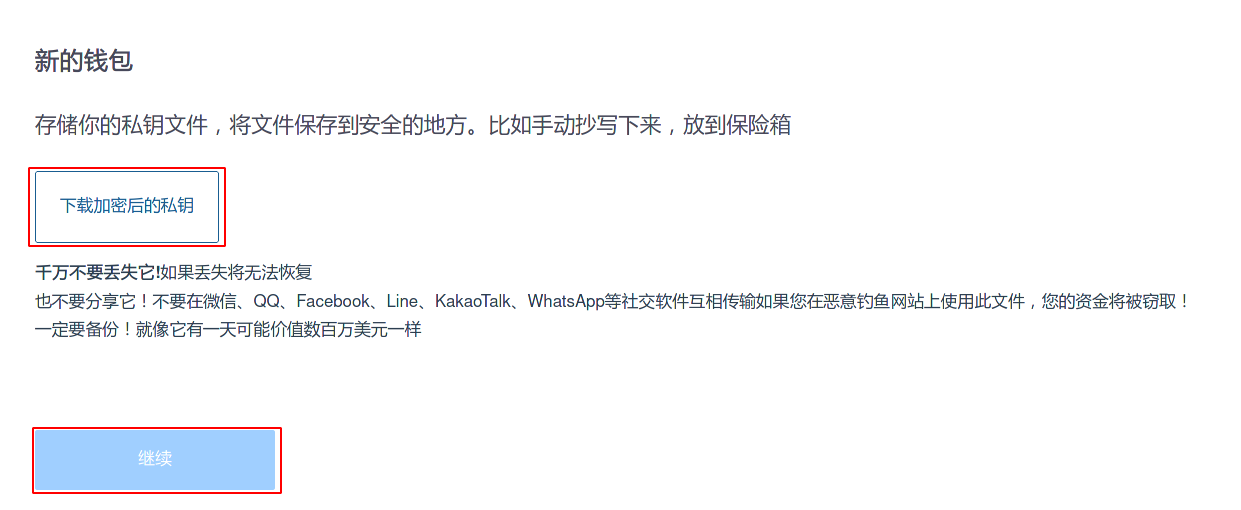 新的钱包
存储你的私钥文件，将文件保存到安全的地方。比如手动抄写下来，放到保险箱
下载加密后的私钥
千万不要丢失它!如果丢失将无法恢复
也不要分享它！不要在微信、QQ、Facebook、Line、KakaoTalk、WhatsApp等社交软件互相传输如果您在恶意钓鱼网站上使用此文件，您的资金将被窃取！
一定要备份！就像它有一天可能价值数百万美元一样
继续